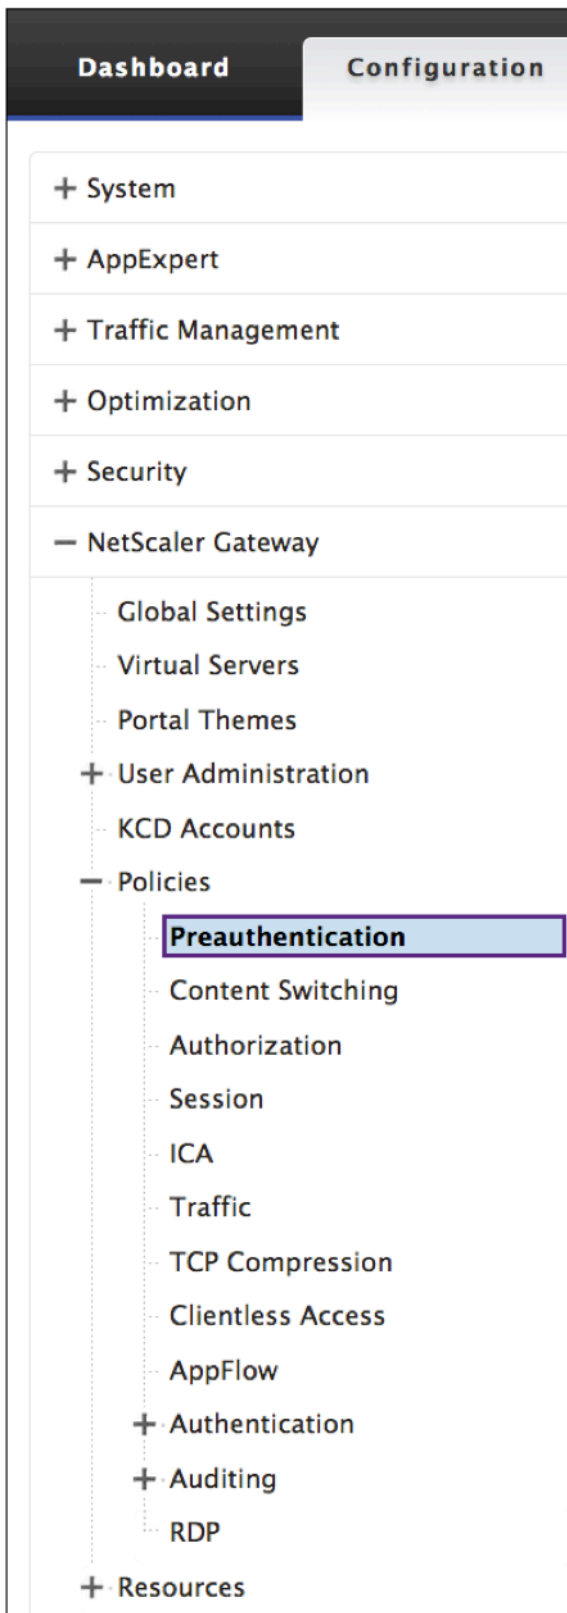 Dashboard Configuration
System
AppExpert
Traffic Management
Optimization
Security
NetScaler Gateway
Global Settings
Virtual Servers
Portal Themes
User Administration
KCD Accounts
Policies
Preauthentication
Content Switching
Authorization
Session
ICA
Traffic
TCP Compression
Clientless Access
AppFlow
Authentication
Auditing
RDP
Resources